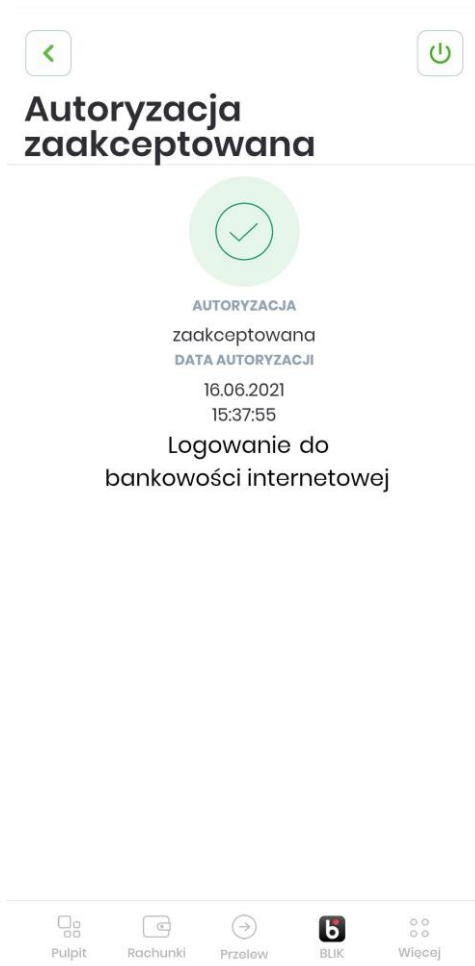 Autoryzacja
zaakceptowana
AUTORYZACJA
zaakceptowana
DATA AUTORYZACJI
16.06.2021
15:37:55
Logowanie do
bankowości internetowej
Pulpit Rachunki Przelew BLIK Więcej